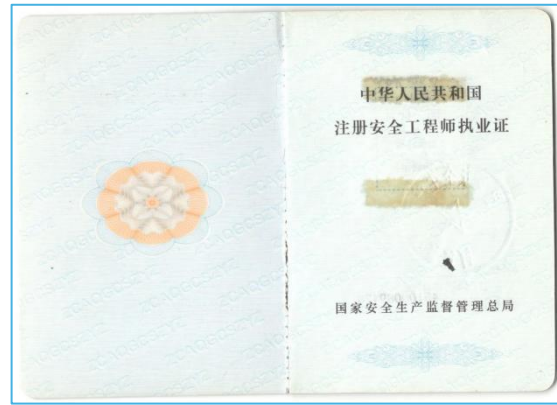 中华人民共和国
注册安全工程师执业证
国家安全生产监督管理总局